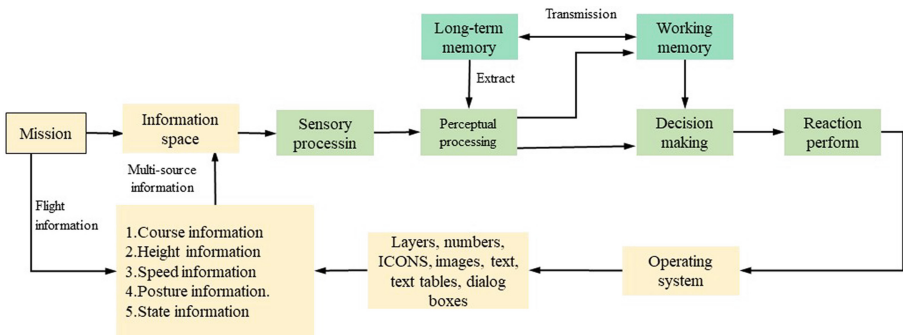 Transmission
Long-term
memory
Working
memory
Extract
Mission
Information
space
Sensory
processin
Perceptual
processing
Decision
making
Reaction
perform
Multi-source
information
Flight
information
1.Course information
2.Height information
3.Speed information
4.Posture information.
5.State information
Layers, numbers,
ICONS, images, text,
text tables, dialog
boxes
Operating
system